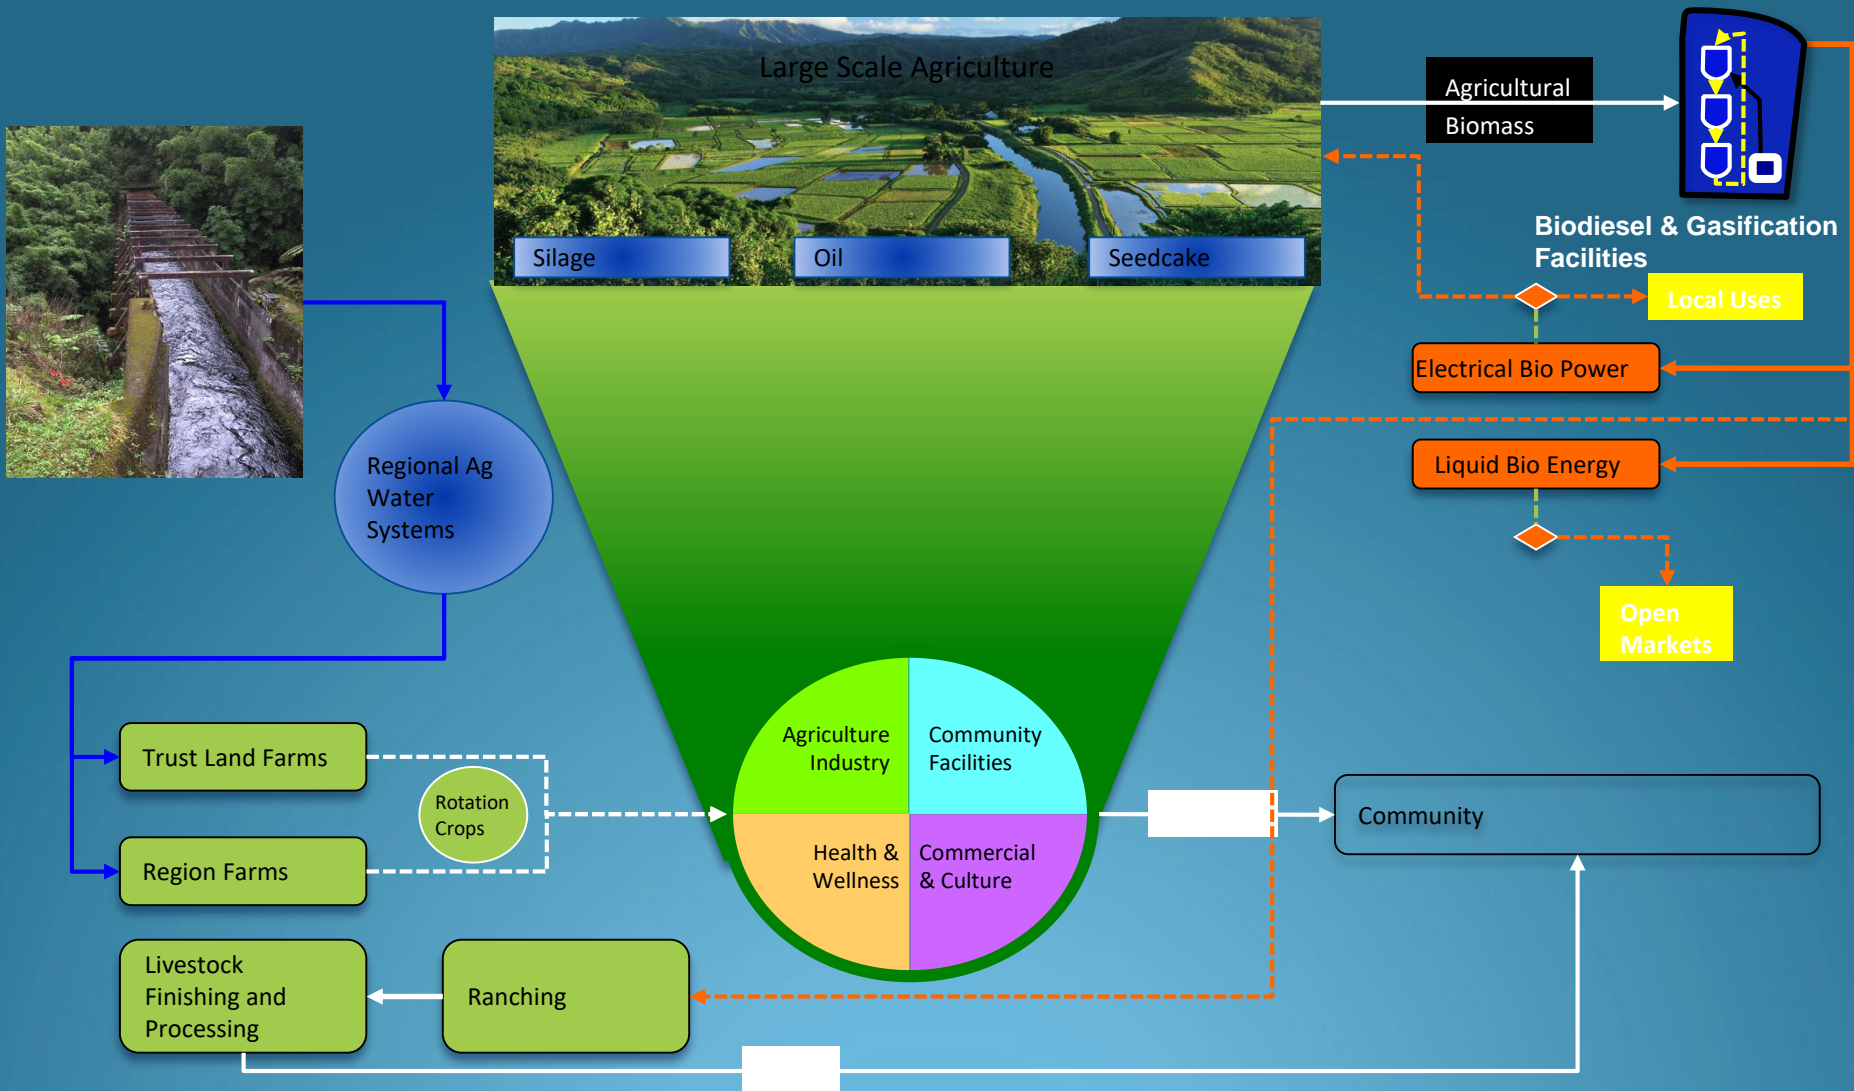 Large Scale Agriculture
Agricultural
Biomass
Silage
Oil
Seedcake
Biodiesel & Gasification
Facilities
Local Uses
Electrical Bio Power
Liquid Bio Energy
Open
Markets
Regional Ag
Water
Systems
Trust Land Farms
Rotation
Crops
Region Farms
Agriculture
Industry
Community
Facilities
Health &
Wellness
Commercial
& Culture
Community
Livestock
Finishing and
Processing
Ranching